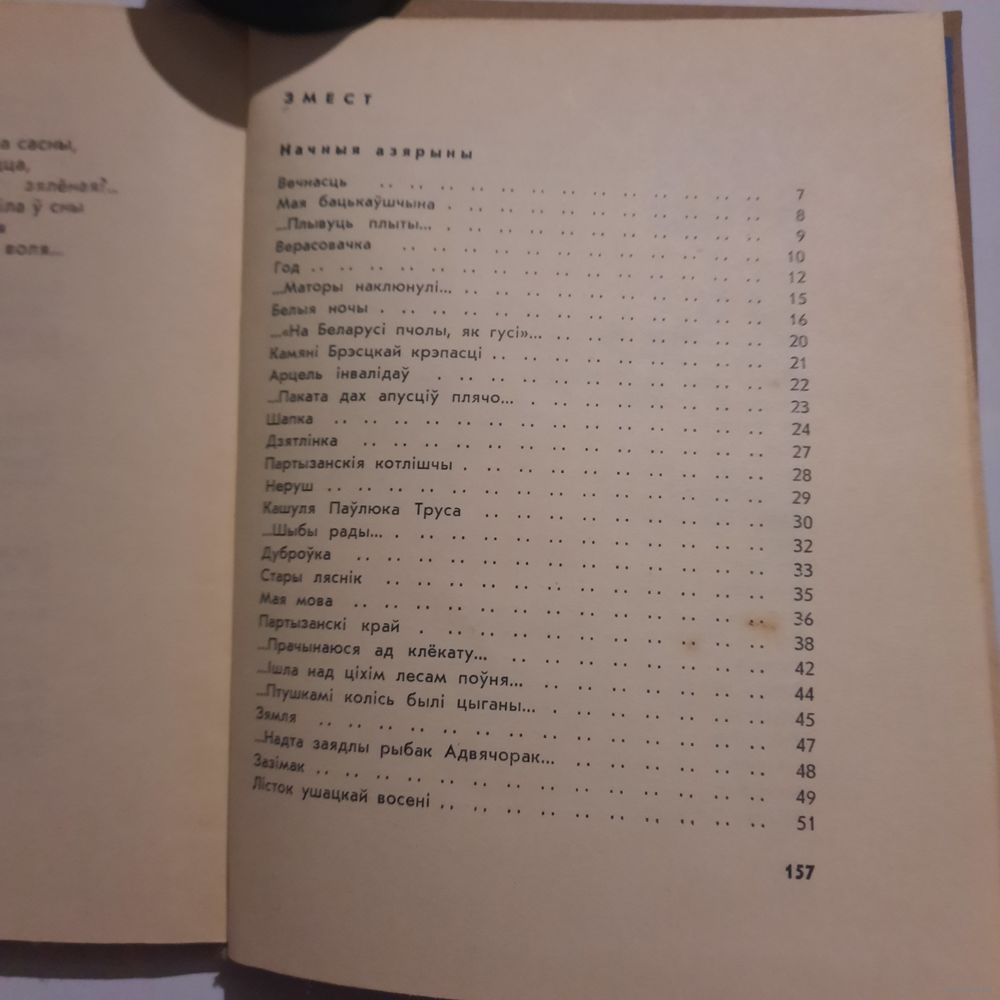 а сасны,
цца,
зялёная?...
іла ў сны
я
воля...
ЗМЕСТ
Начныя азярыны
Вечнасць .. .. .. .. .. .. .. .. .. .. .. .. 7
Мая бацькаўшчына . .. .. .. .. .. .. .. .. .. .. 8
...Плывуць плыты... . .. .. .. .. .. .. .. .. .. .. 9
Верасовачка .. .. .. .. .. .. .. .. .. .. .. .. 10
Год .. .. .. .. .. .. .. .. .. .. .. .. .. .. .. 12
...Маторы наклюнулі... .. .. .. .. .. .. .. .. .. .. 15
Белыя ночы . .. .. .. .. .. .. .. .. .. .. .. .. 16
...«На Беларусі пчолы, як гусі»... .. .. .. .. .. .. .. 20
Камяні Брэсцкай крэпасці .. .. .. .. .. .. .. .. .. 21
Арцель інвалідаў . .. .. .. .. .. .. .. .. .. .. 22
...Паката дах апусціў плячо... . .. .. .. .. .. .. .. 23
Шапка .. .. .. .. .. .. .. .. .. .. .. .. .. .. 24
Дзятлінка .. .. .. .. .. .. .. .. .. .. .. .. .. 27
Партызанскія котлішчы . .. .. .. .. .. .. .. .. .. 28
Неруш .. .. .. .. .. .. .. .. .. .. .. .. .. .. 29
Кашуля Паўлюка Труса .. .. .. .. .. .. .. .. .. 30
...Шыбы рады... . .. .. .. .. .. .. .. .. .. .. .. 32
Дуброўка .. .. .. .. .. .. .. .. .. .. .. .. .. 33
Стары ляснік .. .. .. .. .. .. .. .. .. .. .. .. 35
Мая мова .. .. .. .. .. .. .. .. .. .. .. .. .. 36
Партызанскі край . .. .. .. .. .. .. .. .. .. .. 38
...Прачынаюся ад клёкату... .. .. .. .. .. .. .. .. 42
...Ішла над ціхім лесам поўня... .. .. .. .. .. .. .. 44
...Птушкамі колісь былі цыганы... . .. .. .. .. .. .. 45
Зямля .. .. .. .. .. .. .. .. .. .. .. .. .. .. 47
...Надта заядлы рыбак Адвячорак... .. .. .. .. .. .. 48
Зазімак .. .. .. .. .. .. .. .. .. .. .. .. .. .. 49
Лісток ушацкай восені .. .. .. .. .. .. .. .. .. .. 51
157